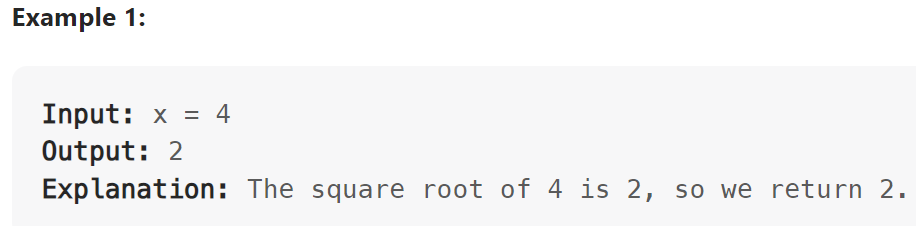 Example 1:
Input: x = 4
Output: 2
Explanation: The square root of 4 is 2, so we return 2.